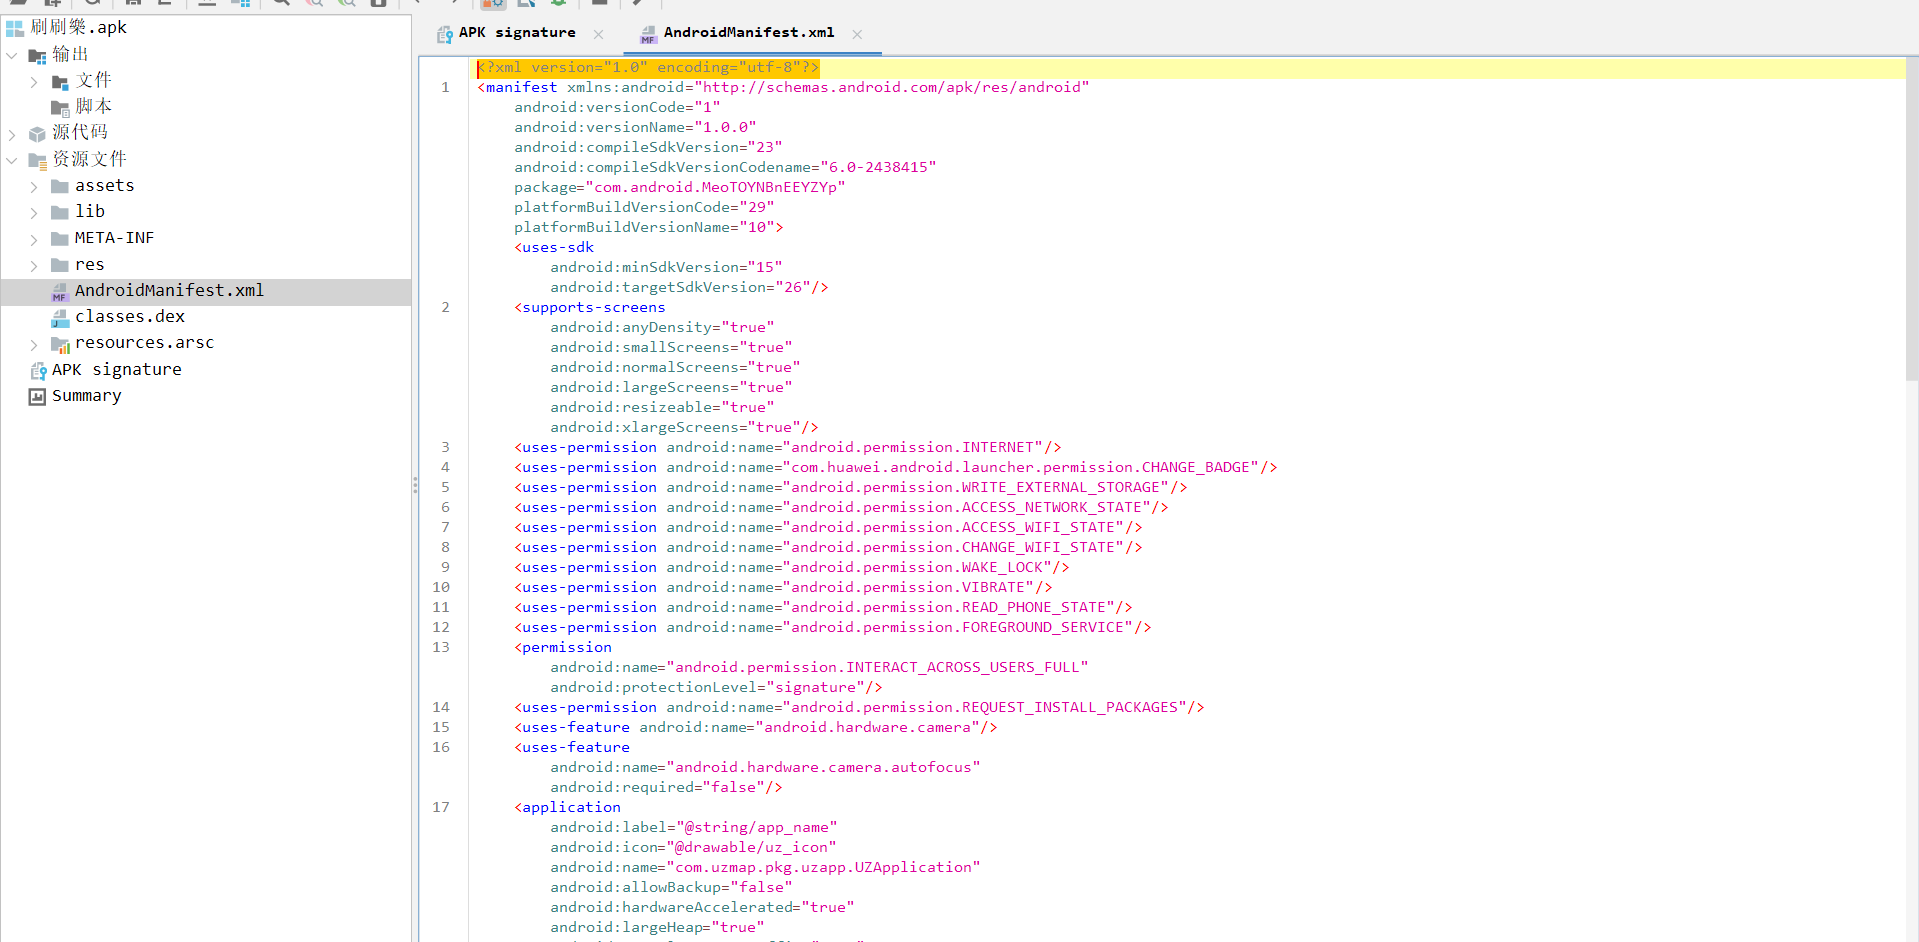 刷刷樂.apk
输出
文件
脚本
源代码
资源文件
assets
lib
META-INF
res
AndroidManifest.xml
classes.dex
resources.arsc
APK signature
Summary
APK signature
AndroidManifest.xml
<?xml version="1.0" encoding="utf-8"?>
1 <manifest xmlns:android="http://schemas.android.com/apk/res/android"
android:versionCode="1"
android:versionName="1.0.0"
android:compileSdkVersion="23"
android:compileSdkVersionCodename="6.0-2438415"
package="com.android.MeoTOYNBnEEYZYp"
platformBuildVersionCode="29"
platformBuildVersionName="10">
<uses-sdk
android:minSdkVersion="15"
android:targetSdkVersion="26"/>
2 <supports-screens
android:anyDensity="true"
android:smallScreens="true"
android:normalScreens="true"
android:largeScreens="true"
android:resizeable="true"
android:xlargeScreens="true"/>
3 <uses-permission android:name="android.permission.INTERNET"/>
4 <uses-permission android:name="com.huawei.android.launcher.permission.CHANGE_BADGE"/>
5 <uses-permission android:name="android.permission.WRITE_EXTERNAL_STORAGE"/>
6 <uses-permission android:name="android.permission.ACCESS_NETWORK_STATE"/>
7 <uses-permission android:name="android.permission.ACCESS_WIFI_STATE"/>
8 <uses-permission android:name="android.permission.CHANGE_WIFI_STATE"/>
9 <uses-permission android:name="android.permission.WAKE_LOCK"/>
10 <uses-permission android:name="android.permission.VIBRATE"/>
11 <uses-permission android:name="android.permission.READ_PHONE_STATE"/>
12 <uses-permission android:name="android.permission.FOREGROUND_SERVICE"/>
13 <permission
android:name="android.permission.INTERACT_ACROSS_USERS_FULL"
android:protectionLevel="signature"/>
14 <uses-permission android:name="android.permission.REQUEST_INSTALL_PACKAGES"/>
15 <uses-feature android:name="android.hardware.camera"/>
16 <uses-feature
android:name="android.hardware.camera.autofocus"
android:required="false"/>
17 <application
android:label="@string/app_name"
android:icon="@drawable/uz_icon"
android:name="com.uzmap.pkg.uzapp.UZApplication"
android:allowBackup="false"
android:hardwareAccelerated="true"
android:largeHeap="true"